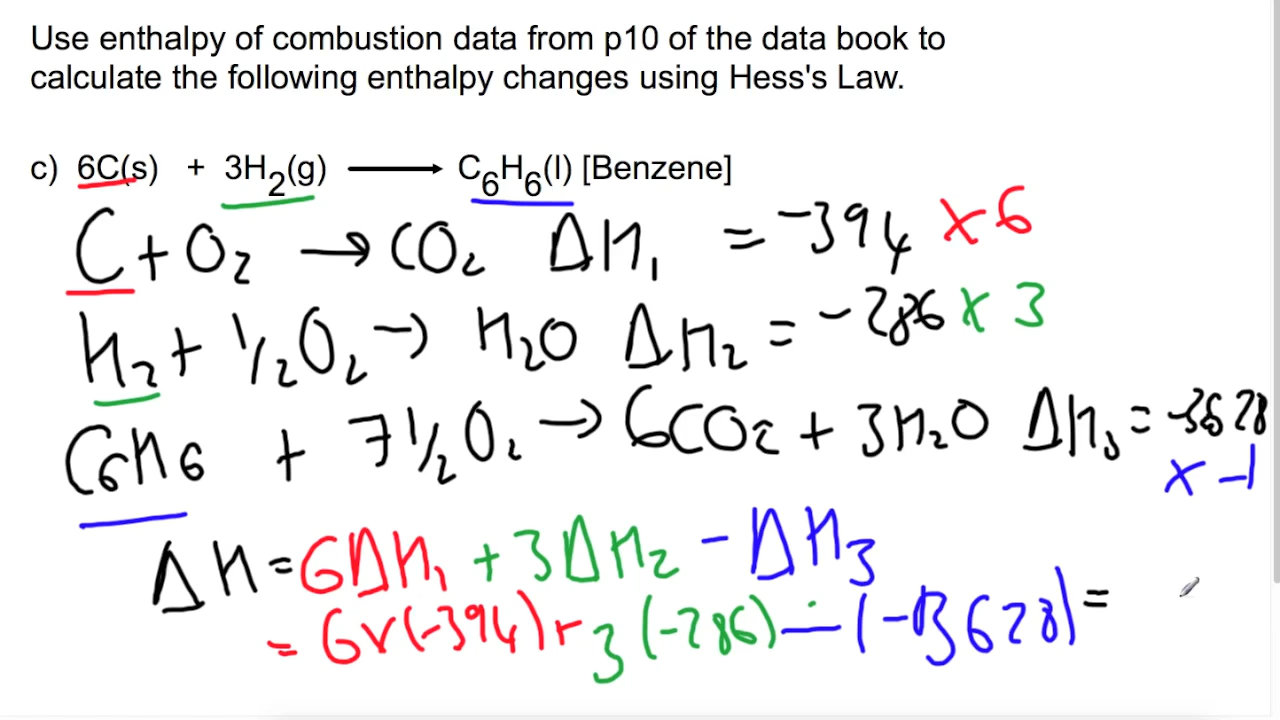 Use enthalpy of combustion data from p10 of the data book to
calculate the following enthalpy changes using Hess's Law.
c) 6C(s) + 3H₂(g) ⟶ C₆H₆(l) [Benzene]
C + O₂ → CO₂ ΔH₁ = -394 × 6
H₂ + ½O₂ → H₂O ΔH₂ = -286 × 3
C₆H₆ + 7½O₂ → 6CO₂ + 3H₂O ΔH₃ = -3628
× -1
ΔH = 6ΔH₁ + 3ΔH₂ - ΔH₃
= 6×(-394) + 3(-286) - (-3628) =